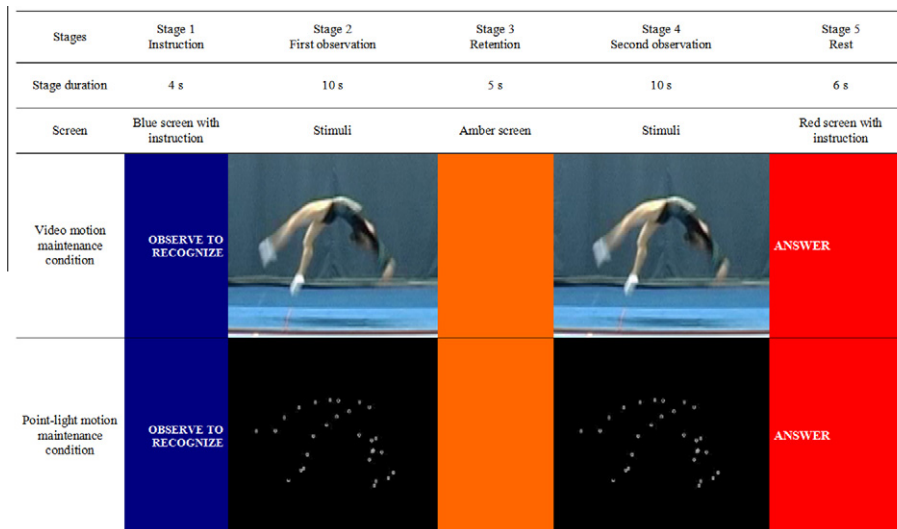 Stages
Stage 1
Instruction
Stage 2
First observation
Stage 3
Retention
Stage 4
Second observation
Stage 5
Rest
Stage duration
4 s
10 s
5 s
10 s
6 s
Screen
Blue screen with
instruction
Stimuli
Amber screen
Stimuli
Red screen with
instruction
Video motion
maintenance
condition
OBSERVE TO
RECOGNIZE
ANSWER
Point-light motion
maintenance
condition
OBSERVE TO
RECOGNIZE
ANSWER